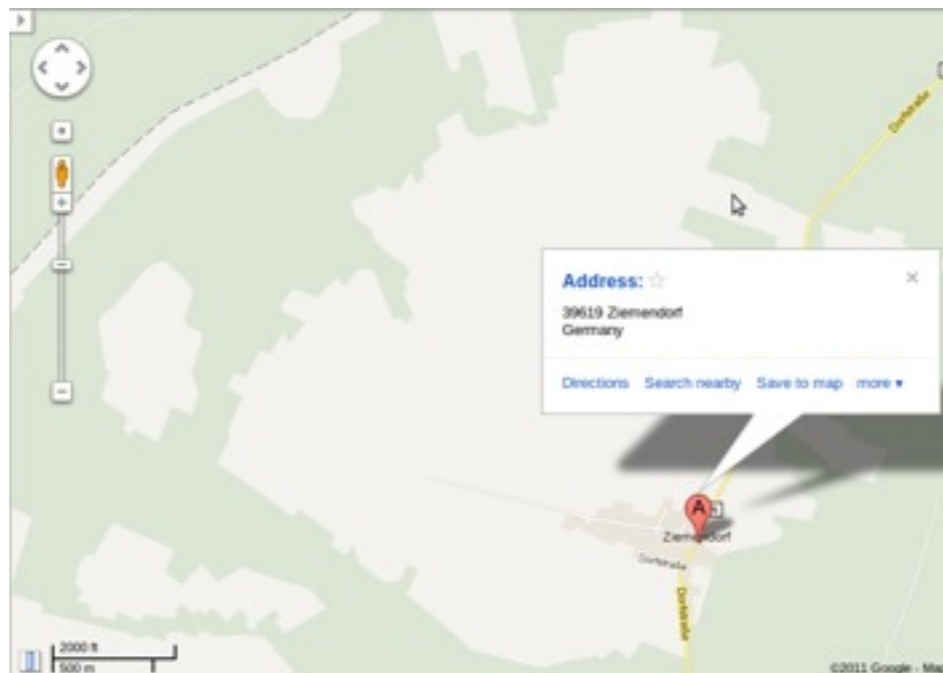 Dorfstraße
Address:
39619 Ziemendorf
Germany
Directions Search nearby Save to map more
A
Ziemendorf
Dorfstraße
Dorfstraße
2000 ft
500 m
©2011 Google - Map